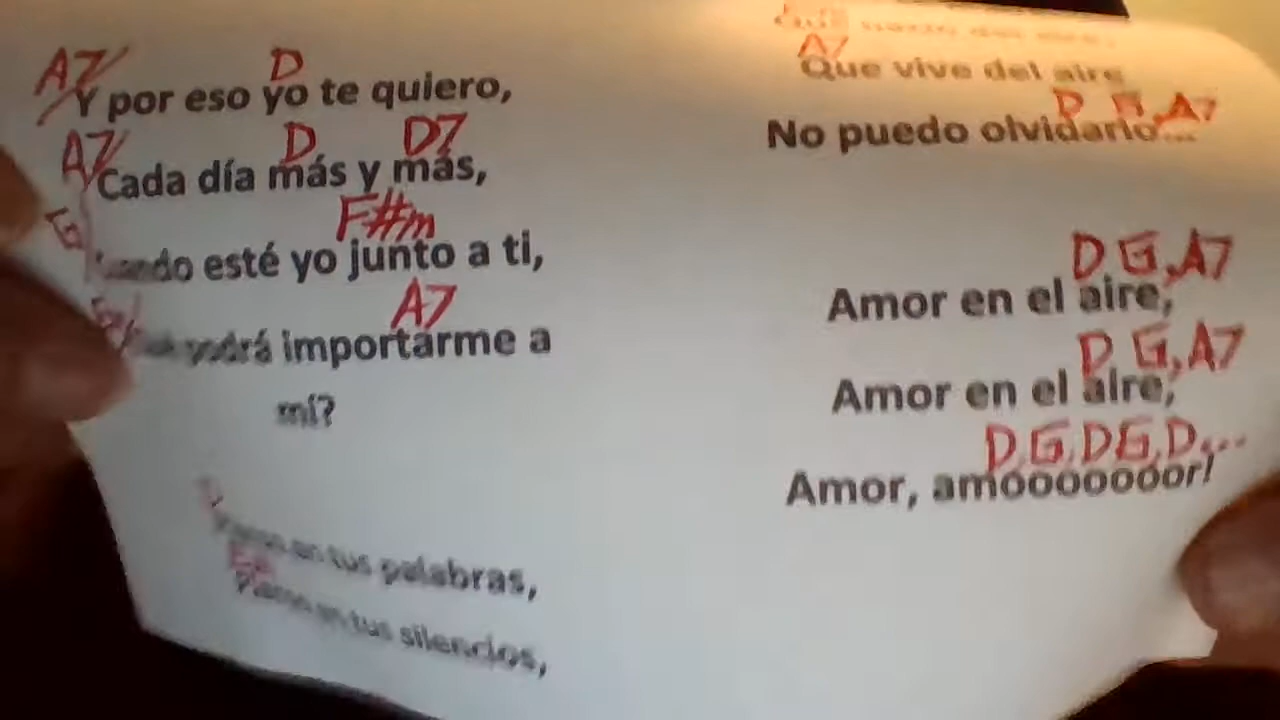 A7 D
Y por eso yo te quiero,
A7 D D7
Cada día más y más,
G F#m
esté yo junto a ti,
A7
podrá importarme a
mí?
en tus palabras,
en tus silencios,
A7
Que vive del aire
D G, A7
No puedo olvidarlo...
D G, A7
Amor en el aire,
D G, A7
Amor en el aire,
D, G, D G, D...
Amor, amooooooor!